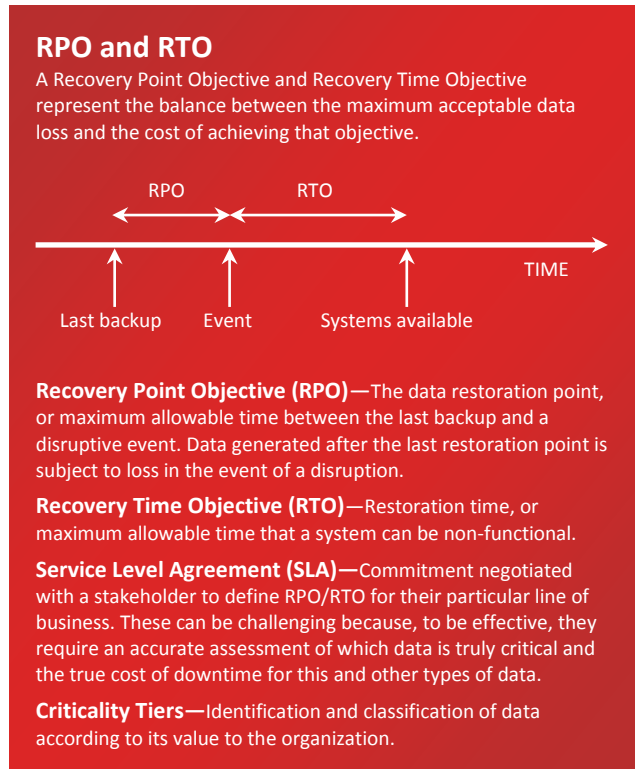 RPO and RTO
A Recovery Point Objective and Recovery Time Objective
represent the balance between the maximum acceptable data
loss and the cost of achieving that objective.
RPO RTO
TIME
Last backup Event Systems available
Recovery Point Objective (RPO)—The data restoration point,
or maximum allowable time between the last backup and a
disruptive event. Data generated after the last restoration point is
subject to loss in the event of a disruption.
Recovery Time Objective (RTO)—Restoration time, or
maximum allowable time that a system can be non-functional.
Service Level Agreement (SLA)—Commitment negotiated
with a stakeholder to define RPO/RTO for their particular line of
business. These can be challenging because, to be effective, they
require an accurate assessment of which data is truly critical and
the true cost of downtime for this and other types of data.
Criticality Tiers—Identification and classification of data
according to its value to the organization.